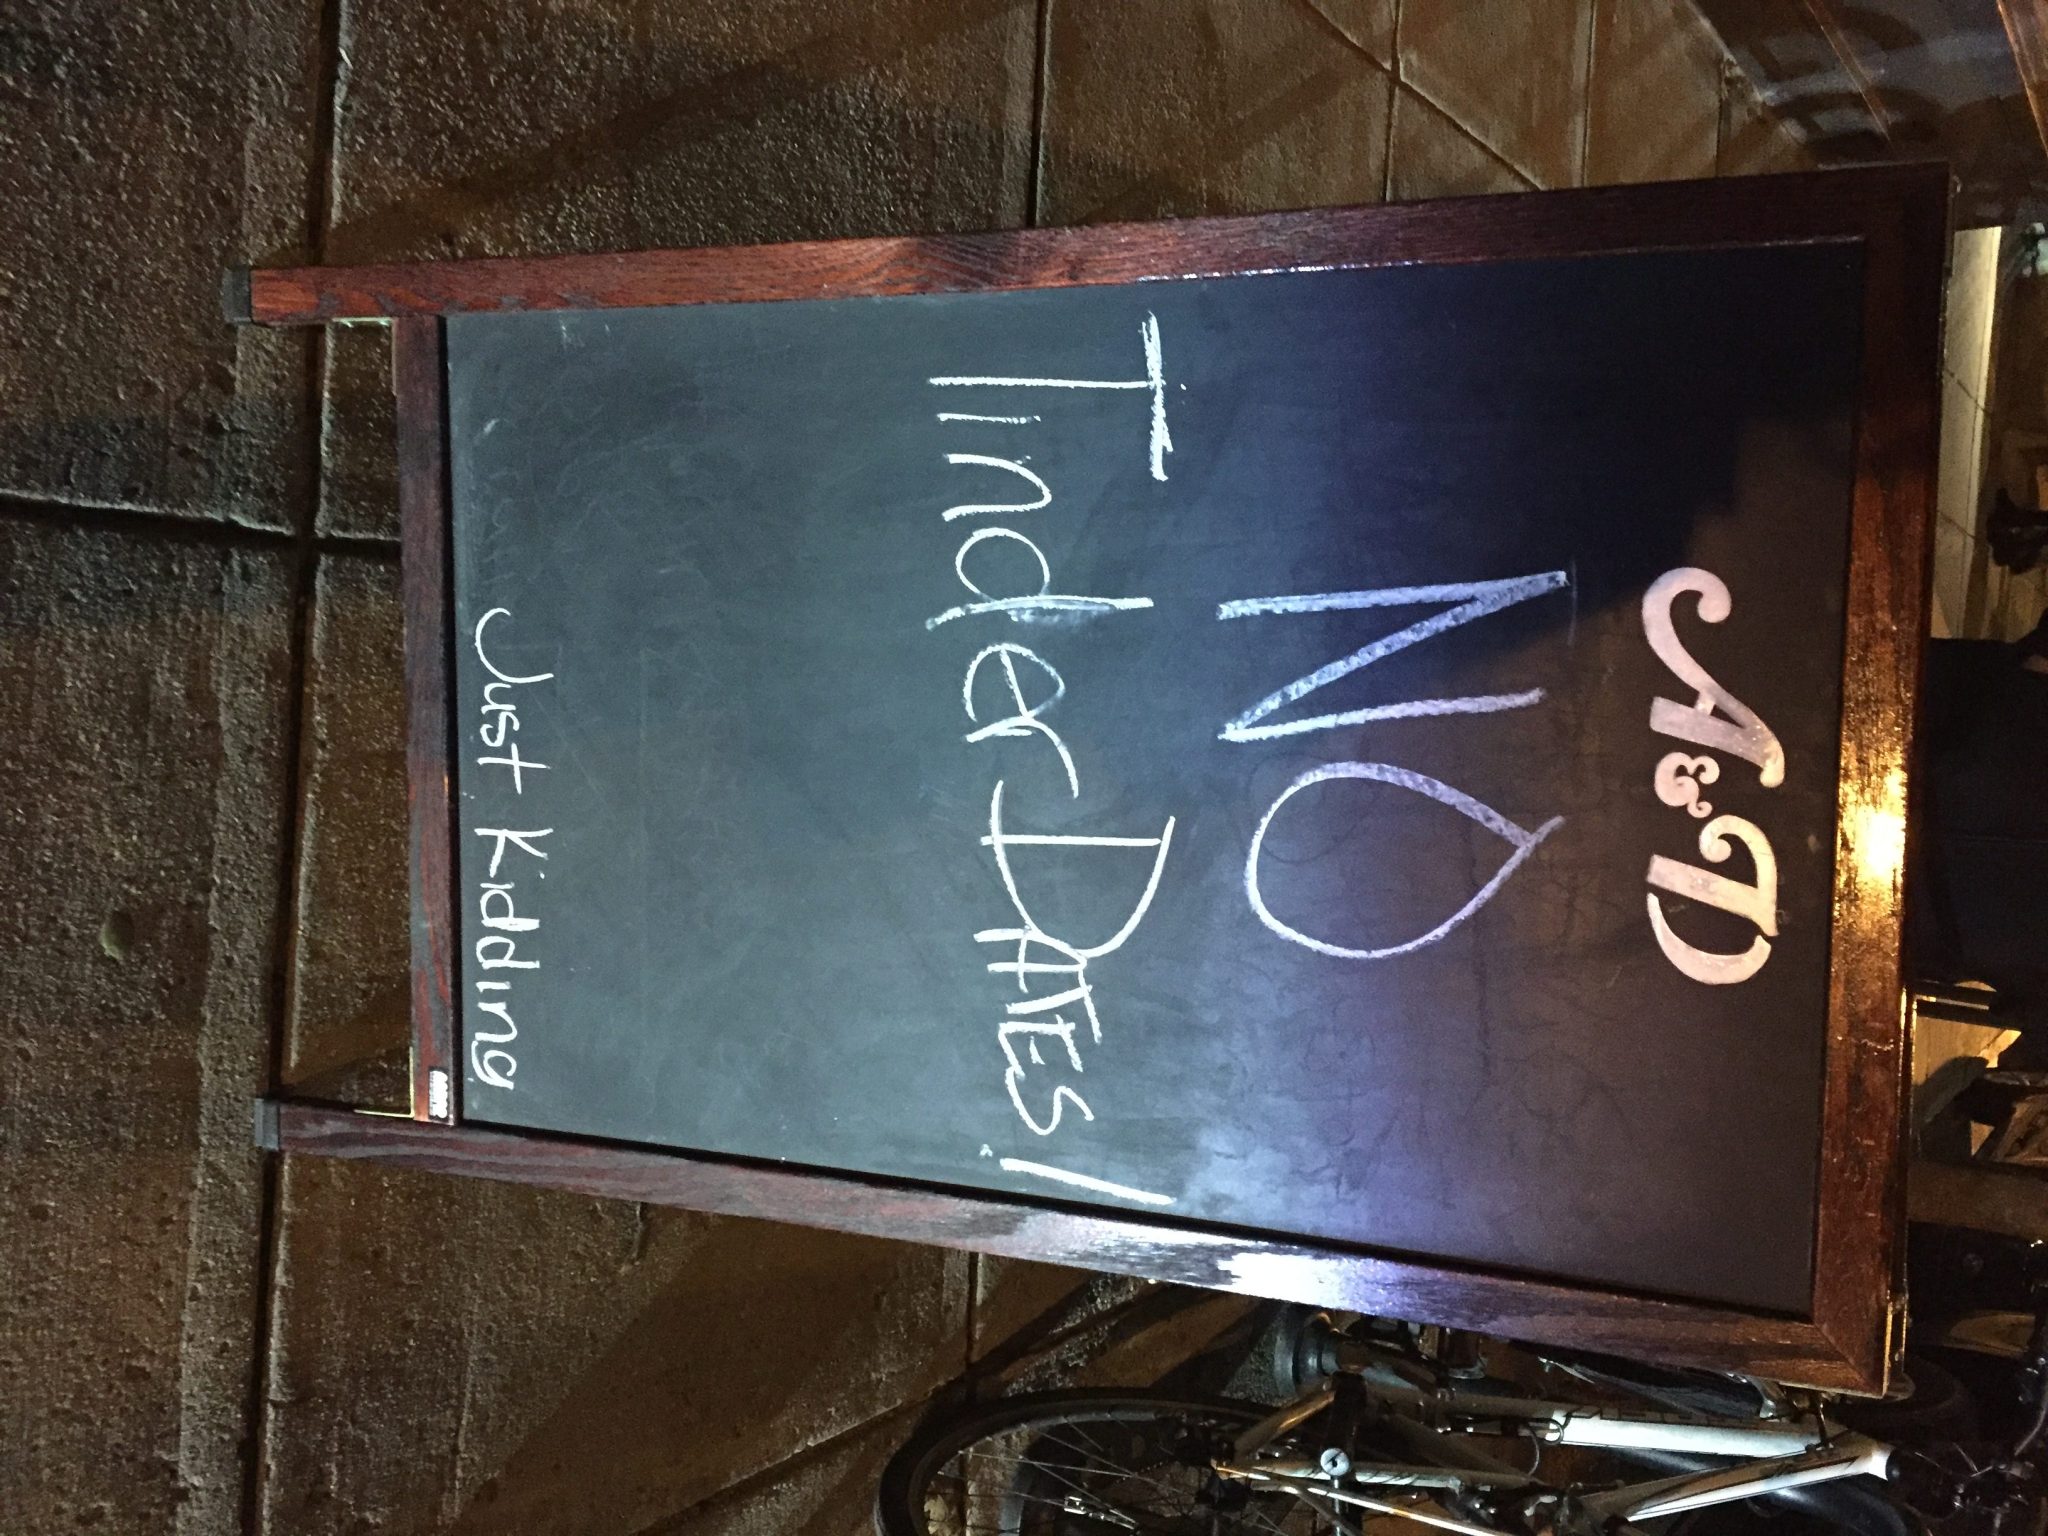 A&D
NO
Tinder DATES!
Just Kidding